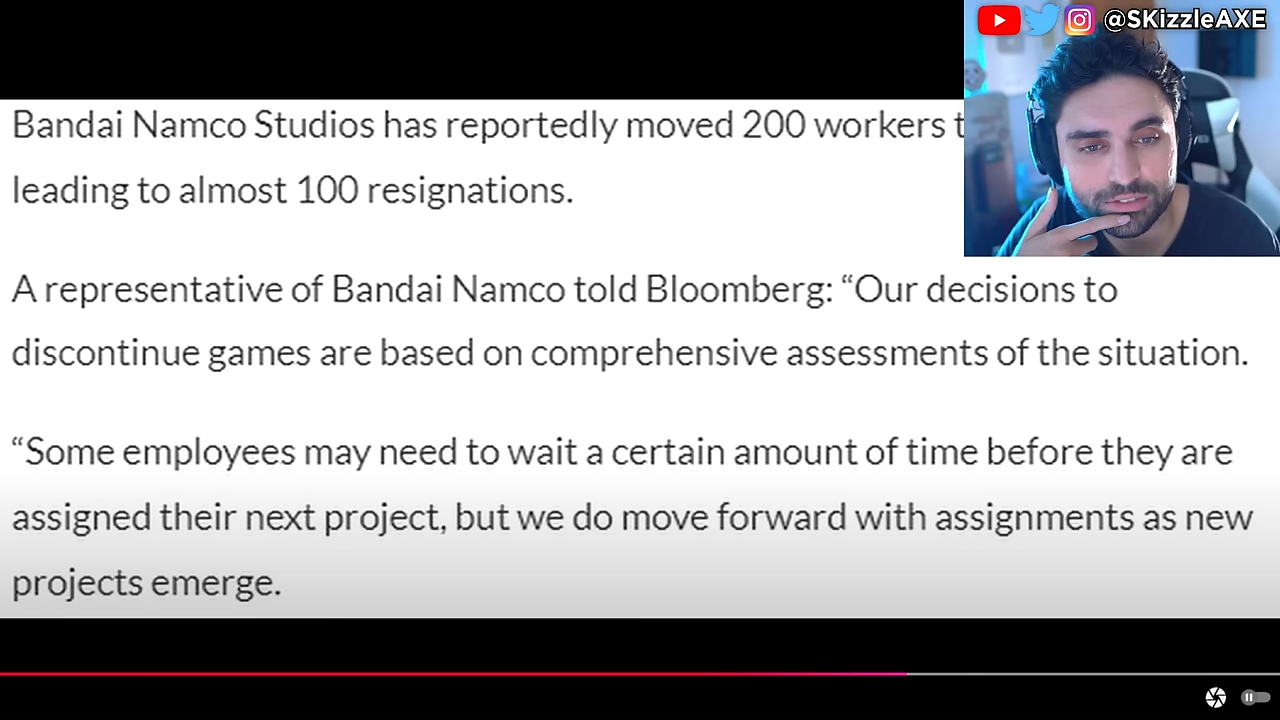 @SKizzleAXE
Bandai Namco Studios has reportedly moved 200 workers
leading to almost 100 resignations.
A representative of Bandai Namco told Bloomberg: “Our decisions to
discontinue games are based on comprehensive assessments of the situation.
“Some employees may need to wait a certain amount of time before they are
assigned their next project, but we do move forward with assignments as new
projects emerge.